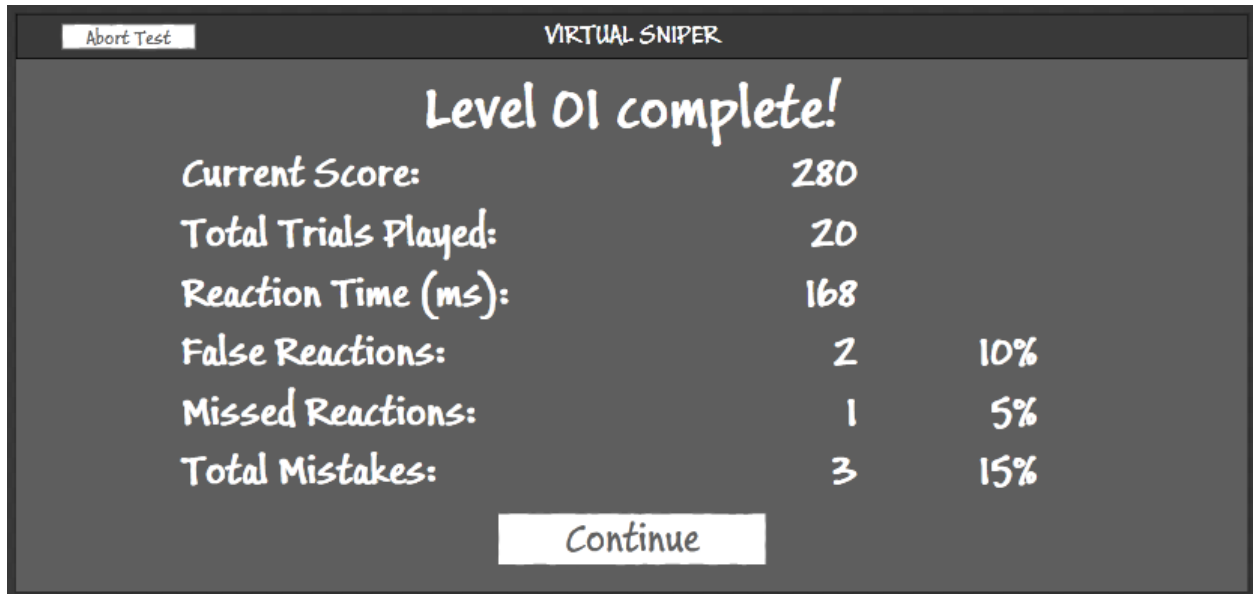 Abort Test VIRTUAL SNIPER
Level 01 complete!
Current Score: 280
Total Trials Played: 20
Reaction Time (ms): 168
False Reactions: 2 10%
Missed Reactions: 1 5%
Total Mistakes: 3 15%
Continue